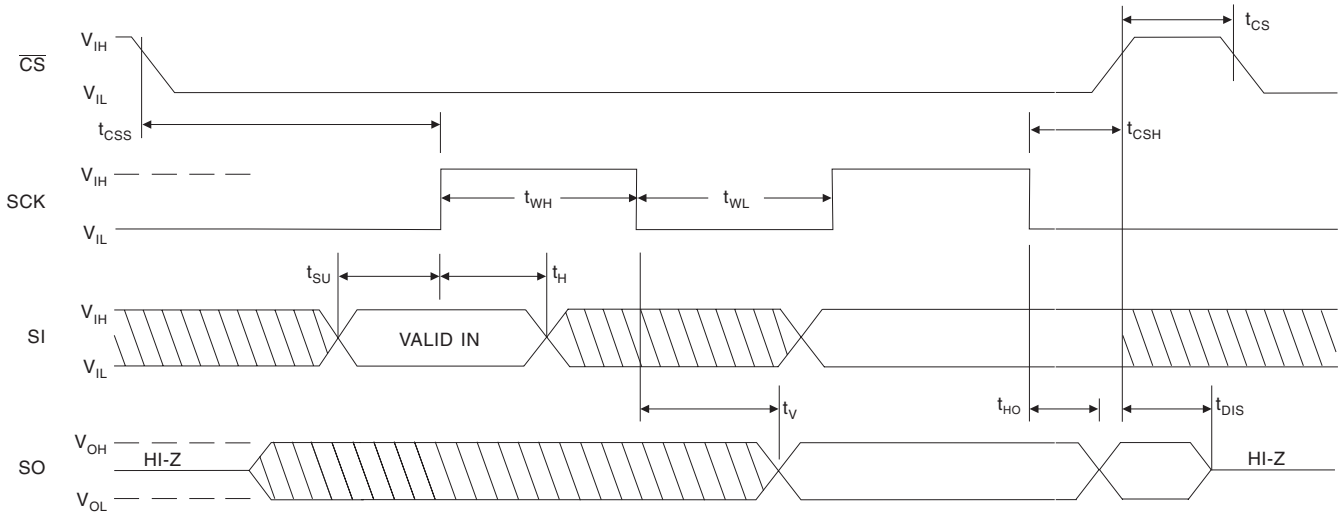 t_CS
V_IH
CS
V_IL
t_CSS
t_CSH
V_IH
SCK
t_WH
t_WL
V_IL
t_SU
t_H
V_IH
SI
VALID IN
V_IL
t_V
t_HO
t_DIS
V_OH
SO
HI-Z
HI-Z
V_OL